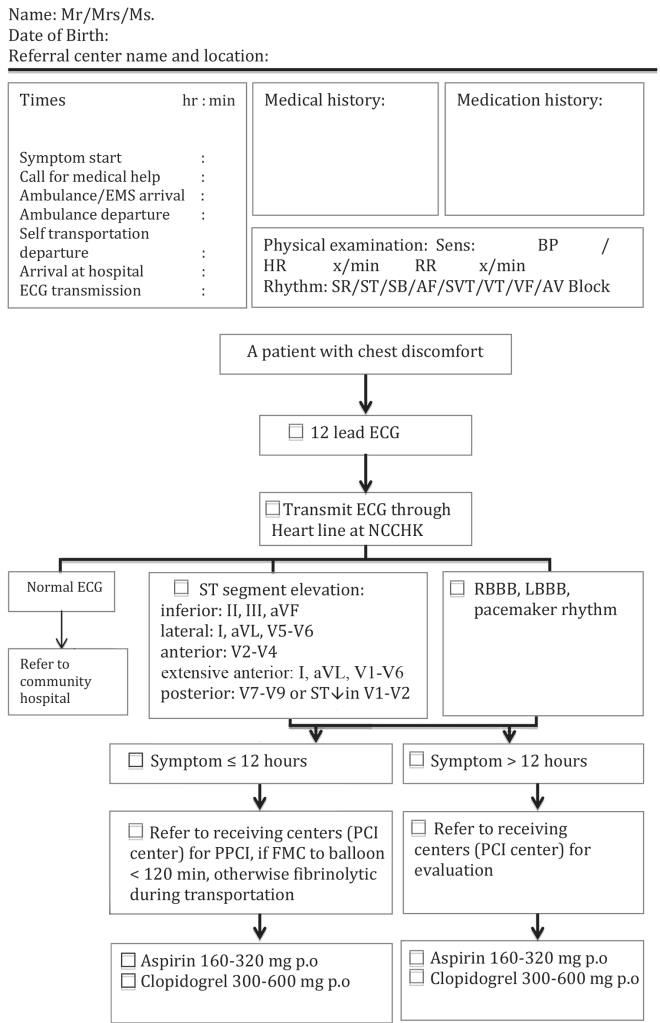 Name: Mr/Mrs/Ms.
Date of Birth:
Referral center name and location:
Times hr : min
Symptom start :
Call for medical help :
Ambulance/EMS arrival :
Ambulance departure :
Self transportation
departure :
Arrival at hospital :
ECG transmission :
Medical history:
Medication history:
Physical examination: Sens: BP /
HR x/min RR x/min
Rhythm: SR/ST/SB/AF/SVT/VT/VF/AV Block
A patient with chest discomfort
☐ 12 lead ECG
☐ Transmit ECG through
Heart line at NCCHK
Normal ECG
Refer to
community
hospital
☐ ST segment elevation:
inferior: II, III, aVF
lateral: I, aVL, V5-V6
anterior: V2-V4
extensive anterior: I, aVL, V1-V6
posterior: V7-V9 or ST↓in V1-V2
☐ RBBB, LBBB,
pacemaker rhythm
☐ Symptom ≤ 12 hours
☐ Symptom > 12 hours
☐ Refer to receiving centers (PCI
center) for PPCI, if FMC to balloon
< 120 min, otherwise fibrinolytic
during transportation
☐ Refer to receiving
centers (PCI center) for
evaluation
☐ Aspirin 160-320 mg p.o
☐ Clopidogrel 300-600 mg p.o
☐ Aspirin 160-320 mg p.o
☐ Clopidogrel 300-600 mg p.o